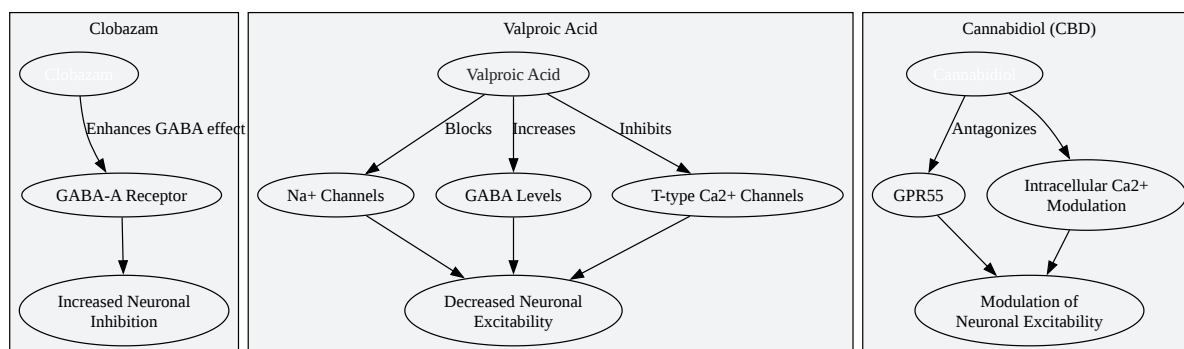 Clobazam
Clobazam
Enhances GABA effect
GABA-A Receptor
Increased Neuronal
Inhibition
Valproic Acid
Valproic Acid
Blocks
Increases
Inhibits
Na+ Channels
GABA Levels
T-type Ca2+ Channels
Decreased Neuronal
Excitability
Cannabidiol (CBD)
Cannabidiol
Antagonizes
GPR55
Intracellular Ca2+
Modulation
Modulation of
Neuronal Excitability